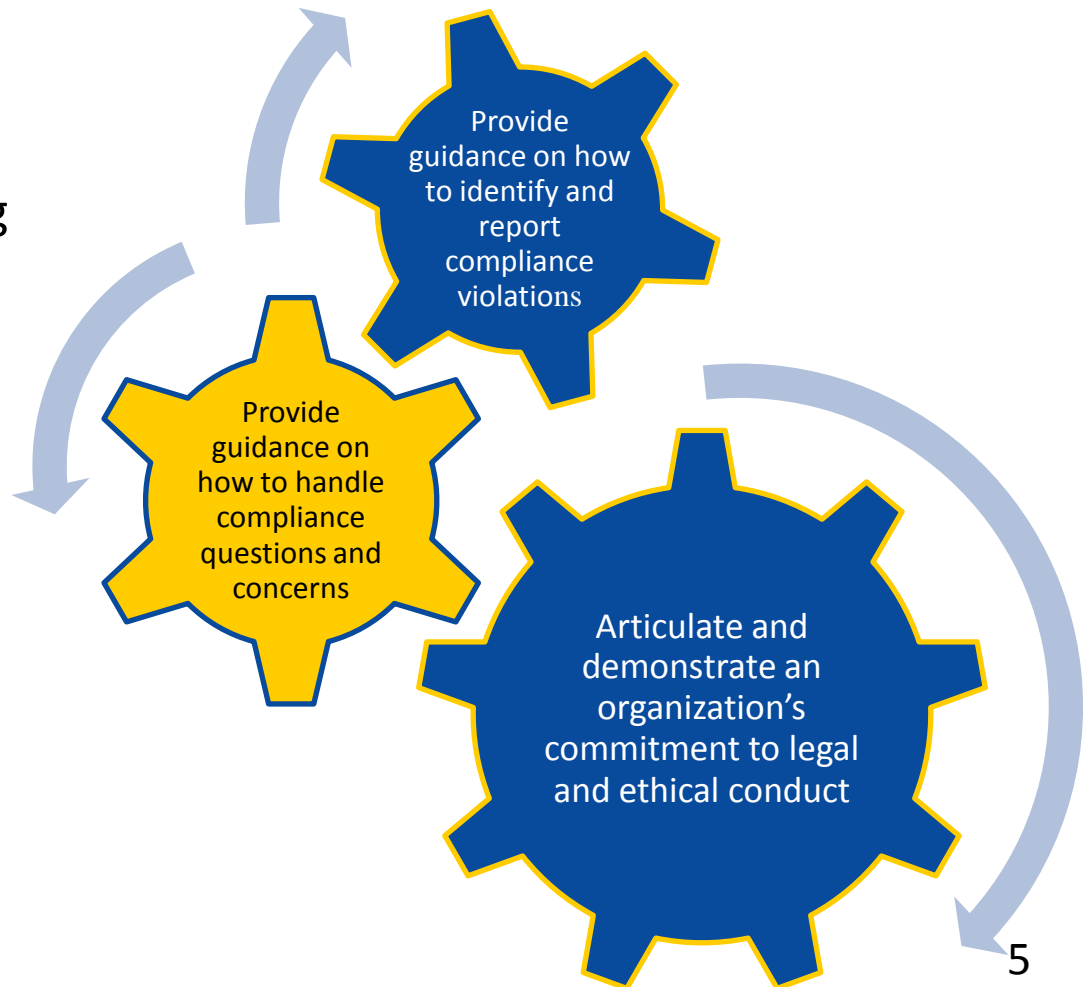 Provide
guidance on how
to identify and
report
compliance
violations
g
Provide
guidance on
how to handle
compliance
questions and
concerns
Articulate and
demonstrate an
organization’s
commitment to legal
and ethical conduct
5